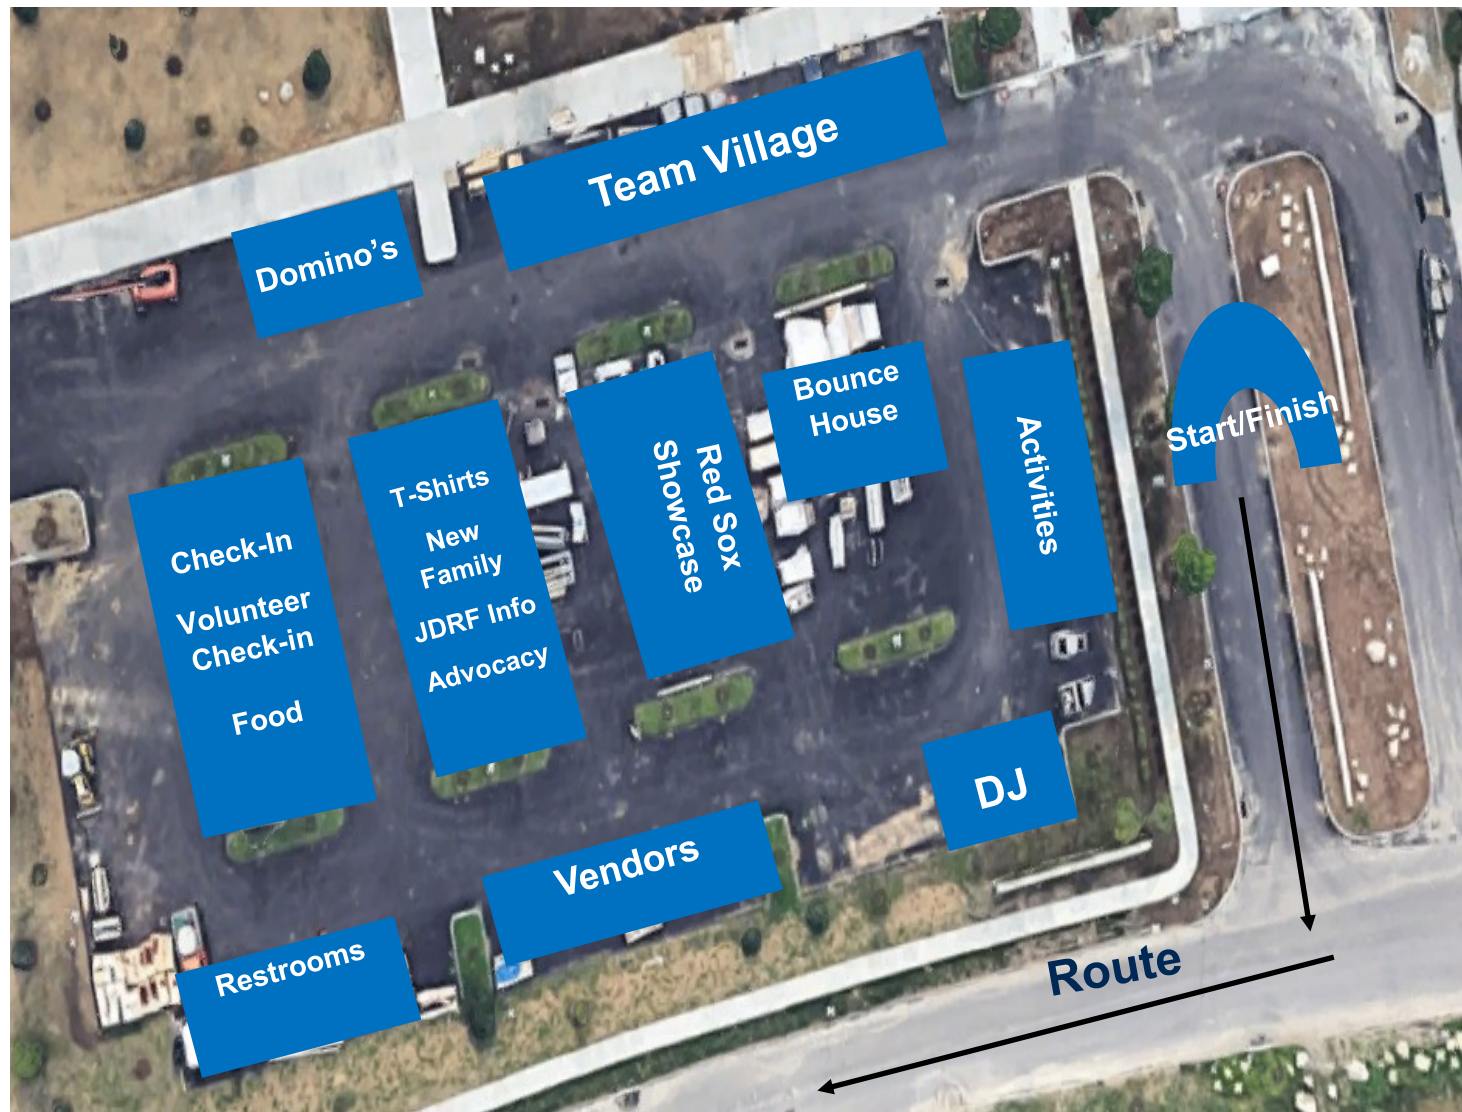 Team Village
Domino’s
Bounce
House
Start/Finish
Activities
Red Sox
Showcase
T-Shirts
New
Family
JDRF Info
Advocacy
Check-In
Volunteer
Check-in
Food
DJ
Vendors
Restrooms
Route